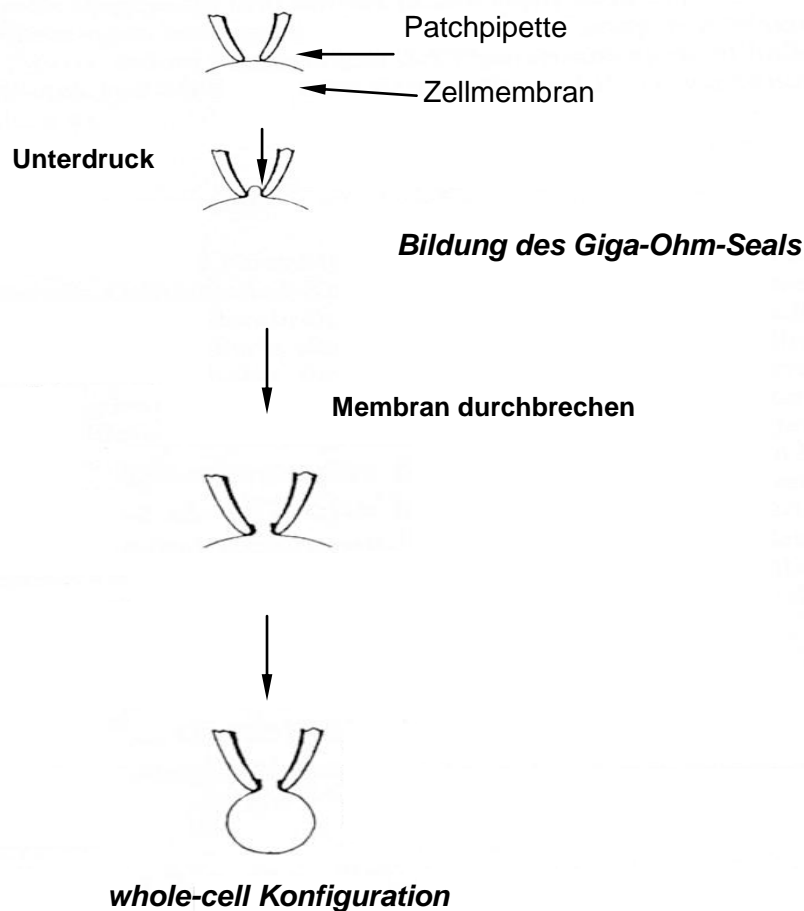 Patchpipette
Zellmembran
Unterdruck
Bildung des Giga-Ohm-Seals
Membran durchbrechen
whole-cell Konfiguration